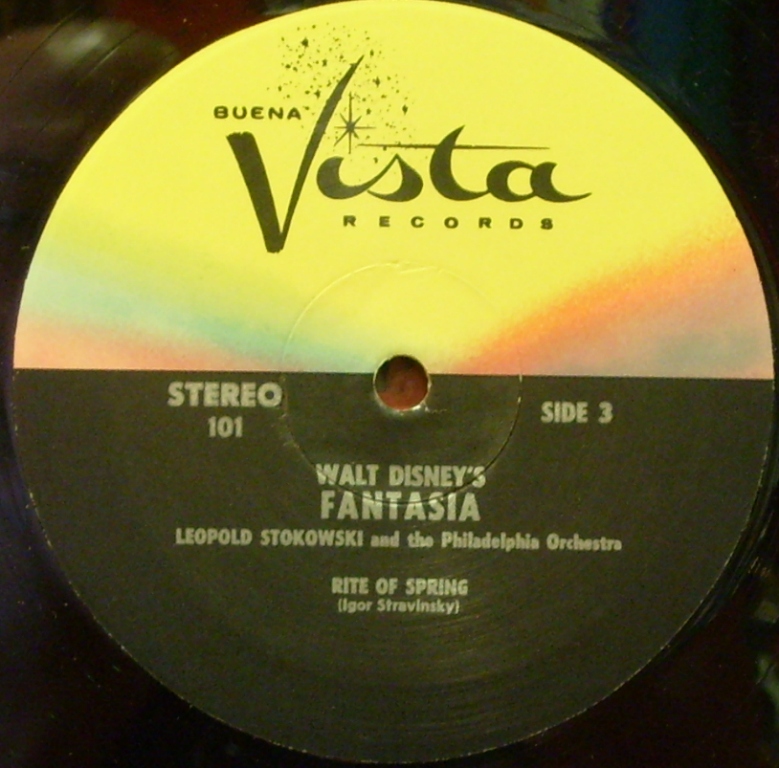 BUENA
Vista
RECORDS
STEREO
101
SIDE 3
WALT DISNEY'S
FANTASIA
LEOPOLD STOKOWSKI and the Philadelphia Orchestra
RITE OF SPRING
(Igor Stravinsky)